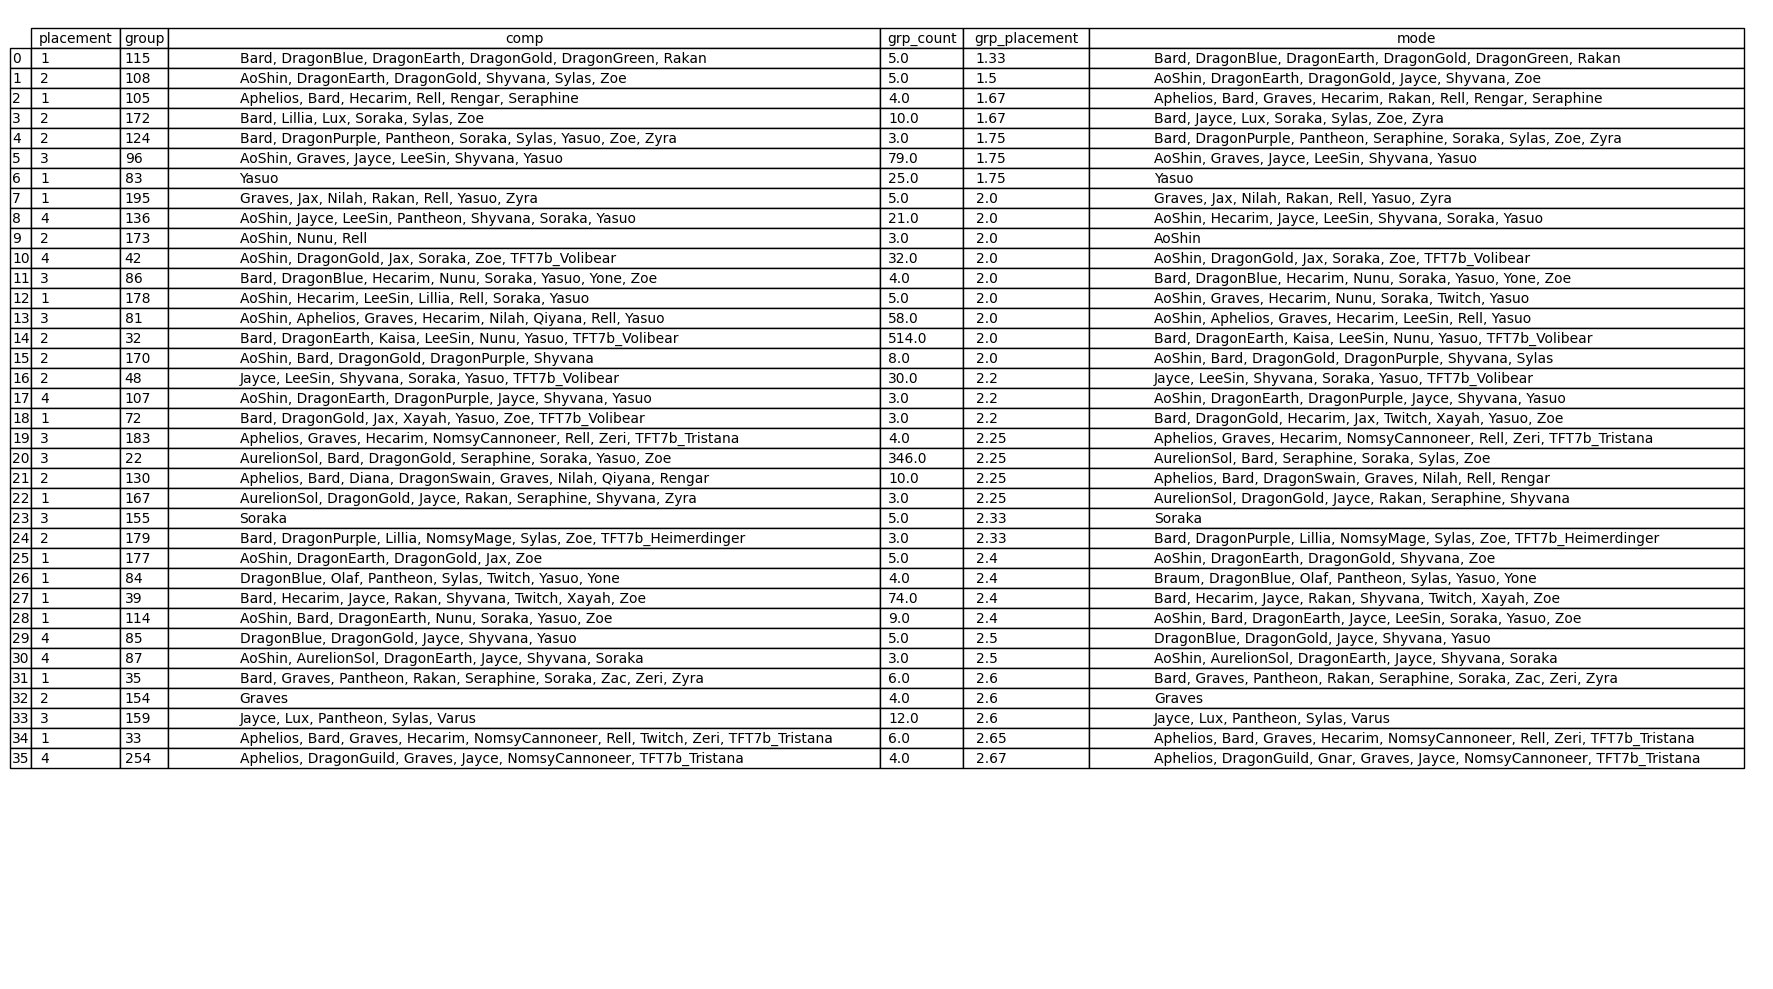 placement group comp grp_count grp_placement mode
0 1 115 Bard, DragonBlue, DragonEarth, DragonGold, DragonGreen, Rakan 5.0 1.33 Bard, DragonBlue, DragonEarth, DragonGold, DragonGreen, Rakan
1 2 108 AoShin, DragonEarth, DragonGold, Shyvana, Sylas, Zoe 5.0 1.5 AoShin, DragonEarth, DragonGold, Jayce, Shyvana, Zoe
2 1 105 Aphelios, Bard, Hecarim, Rell, Rengar, Seraphine 4.0 1.67 Aphelios, Bard, Graves, Hecarim, Rakan, Rell, Rengar, Seraphine
3 2 172 Bard, Lillia, Lux, Soraka, Sylas, Zoe 10.0 1.67 Bard, Jayce, Lux, Soraka, Sylas, Zoe, Zyra
4 2 124 Bard, DragonPurple, Pantheon, Soraka, Sylas, Yasuo, Zoe, Zyra 3.0 1.75 Bard, DragonPurple, Pantheon, Seraphine, Soraka, Sylas, Zoe, Zyra
5 3 96 AoShin, Graves, Jayce, LeeSin, Shyvana, Yasuo 79.0 1.75 AoShin, Graves, Jayce, LeeSin, Shyvana, Yasuo
6 1 83 Yasuo 25.0 1.75 Yasuo
7 1 195 Graves, Jax, Nilah, Rakan, Rell, Yasuo, Zyra 5.0 2.0 Graves, Jax, Nilah, Rakan, Rell, Yasuo, Zyra
8 4 136 AoShin, Jayce, LeeSin, Pantheon, Shyvana, Soraka, Yasuo 21.0 2.0 AoShin, Hecarim, Jayce, LeeSin, Shyvana, Soraka, Yasuo
9 2 173 AoShin, Nunu, Rell 3.0 2.0 AoShin
10 4 42 AoShin, DragonGold, Jax, Soraka, Zoe, TFT7b_Volibear 32.0 2.0 AoShin, DragonGold, Jax, Soraka, Zoe, TFT7b_Volibear
11 3 86 Bard, DragonBlue, Hecarim, Nunu, Soraka, Yasuo, Yone, Zoe 4.0 2.0 Bard, DragonBlue, Hecarim, Nunu, Soraka, Yasuo, Yone, Zoe
12 1 178 AoShin, Hecarim, LeeSin, Lillia, Rell, Soraka, Yasuo 5.0 2.0 AoShin, Graves, Hecarim, Nunu, Soraka, Twitch, Yasuo
13 3 81 AoShin, Aphelios, Graves, Hecarim, Nilah, Qiyana, Rell, Yasuo 58.0 2.0 AoShin, Aphelios, Graves, Hecarim, LeeSin, Rell, Yasuo
14 2 32 Bard, DragonEarth, Kaisa, LeeSin, Nunu, Yasuo, TFT7b_Volibear 514.0 2.0 Bard, DragonEarth, Kaisa, LeeSin, Nunu, Yasuo, TFT7b_Volibear
15 2 170 AoShin, Bard, DragonGold, DragonPurple, Shyvana 8.0 2.0 AoShin, Bard, DragonGold, DragonPurple, Shyvana, Sylas
16 2 48 Jayce, LeeSin, Shyvana, Soraka, Yasuo, TFT7b_Volibear 30.0 2.2 Jayce, LeeSin, Shyvana, Soraka, Yasuo, TFT7b_Volibear
17 4 107 AoShin, DragonEarth, DragonPurple, Jayce, Shyvana, Yasuo 3.0 2.2 AoShin, DragonEarth, DragonPurple, Jayce, Shyvana, Yasuo
18 1 72 Bard, DragonGold, Jax, Xayah, Yasuo, Zoe, TFT7b_Volibear 3.0 2.2 Bard, DragonGold, Hecarim, Jax, Twitch, Xayah, Yasuo, Zoe
19 3 183 Aphelios, Graves, Hecarim, NomsyCannoneer, Rell, Zeri, TFT7b_Tristana 4.0 2.25 Aphelios, Graves, Hecarim, NomsyCannoneer, Rell, Zeri, TFT7b_Tristana
20 3 22 AurelionSol, Bard, DragonGold, Seraphine, Soraka, Yasuo, Zoe 346.0 2.25 AurelionSol, Bard, Seraphine, Soraka, Sylas, Zoe
21 2 130 Aphelios, Bard, Diana, DragonSwain, Graves, Nilah, Qiyana, Rengar 10.0 2.25 Aphelios, Bard, DragonSwain, Graves, Nilah, Rell, Rengar
22 1 167 AurelionSol, DragonGold, Jayce, Rakan, Seraphine, Shyvana, Zyra 3.0 2.25 AurelionSol, DragonGold, Jayce, Rakan, Seraphine, Shyvana
23 3 155 Soraka 5.0 2.33 Soraka
24 2 179 Bard, DragonPurple, Lillia, NomsyMage, Sylas, Zoe, TFT7b_Heimerdinger 3.0 2.33 Bard, DragonPurple, Lillia, NomsyMage, Sylas, Zoe, TFT7b_Heimerdinger
25 1 177 AoShin, DragonEarth, DragonGold, Jax, Zoe 5.0 2.4 AoShin, DragonEarth, DragonGold, Shyvana, Zoe
26 1 84 DragonBlue, Olaf, Pantheon, Sylas, Twitch, Yasuo, Yone 4.0 2.4 Braum, DragonBlue, Olaf, Pantheon, Sylas, Yasuo, Yone
27 1 39 Bard, Hecarim, Jayce, Rakan, Shyvana, Twitch, Xayah, Zoe 74.0 2.4 Bard, Hecarim, Jayce, Rakan, Shyvana, Twitch, Xayah, Zoe
28 1 114 AoShin, Bard, DragonEarth, Nunu, Soraka, Yasuo, Zoe 9.0 2.4 AoShin, Bard, DragonEarth, Jayce, LeeSin, Soraka, Yasuo, Zoe
29 4 85 DragonBlue, DragonGold, Jayce, Shyvana, Yasuo 5.0 2.5 DragonBlue, DragonGold, Jayce, Shyvana, Yasuo
30 4 87 AoShin, AurelionSol, DragonEarth, Jayce, Shyvana, Soraka 3.0 2.5 AoShin, AurelionSol, DragonEarth, Jayce, Shyvana, Soraka
31 1 35 Bard, Graves, Pantheon, Rakan, Seraphine, Soraka, Zac, Zeri, Zyra 6.0 2.6 Bard, Graves, Pantheon, Rakan, Seraphine, Soraka, Zac, Zeri, Zyra
32 2 154 Graves 4.0 2.6 Graves
33 3 159 Jayce, Lux, Pantheon, Sylas, Varus 12.0 2.6 Jayce, Lux, Pantheon, Sylas, Varus
34 1 33 Aphelios, Bard, Graves, Hecarim, NomsyCannoneer, Rell, Twitch, Zeri, TFT7b_Tristana 6.0 2.65 Aphelios, Bard, Graves, Hecarim, NomsyCannoneer, Rell, Zeri, TFT7b_Tristana
35 4 254 Aphelios, DragonGuild, Graves, Jayce, NomsyCannoneer, TFT7b_Tristana 4.0 2.67 Aphelios, DragonGuild, Gnar, Graves, Jayce, NomsyCannoneer, TFT7b_Tristana